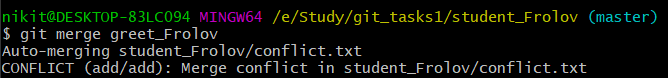 nikit@DESKTOP-83LC094 MINGW64 /e/Study/git_tasks1/student_Frolov (master)
$ git merge greet_Frolov
Auto-merging student_Frolov/conflict.txt
CONFLICT (add/add): Merge conflict in student_Frolov/conflict.txt